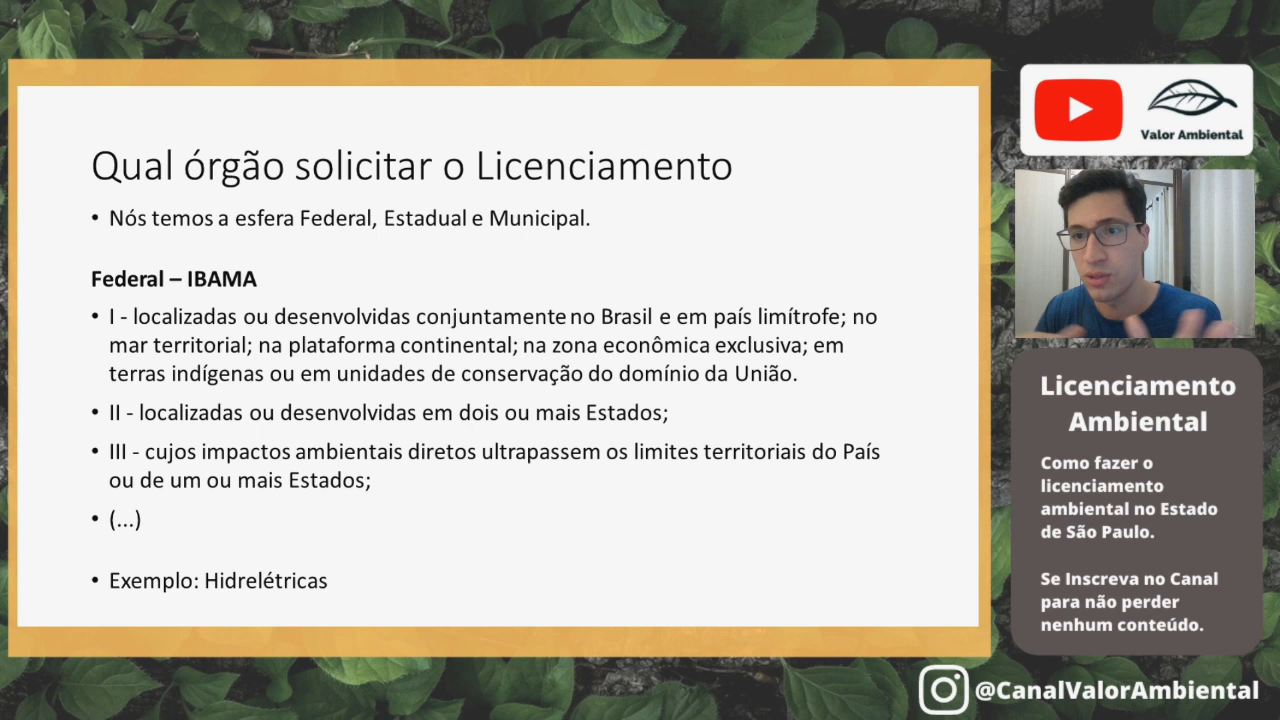 Qual órgão solicitar o Licenciamento
• Nós temos a esfera Federal, Estadual e Municipal.
Federal – IBAMA
• I - localizadas ou desenvolvidas conjuntamente no Brasil e em país limítrofe; no
mar territorial; na plataforma continental; na zona econômica exclusiva; em
terras indígenas ou em unidades de conservação do domínio da União.
• II - localizadas ou desenvolvidas em dois ou mais Estados;
• III - cujos impactos ambientais diretos ultrapassem os limites territoriais do País
ou de um ou mais Estados;
• (...)
• Exemplo: Hidrelétricas
Valor Ambiental
Licenciamento
Ambiental
Como fazer o
licenciamento
ambiental no Estado
de São Paulo.
Se Inscreva no Canal
para não perder
nenhum conteúdo.
@CanalValorAmbiental